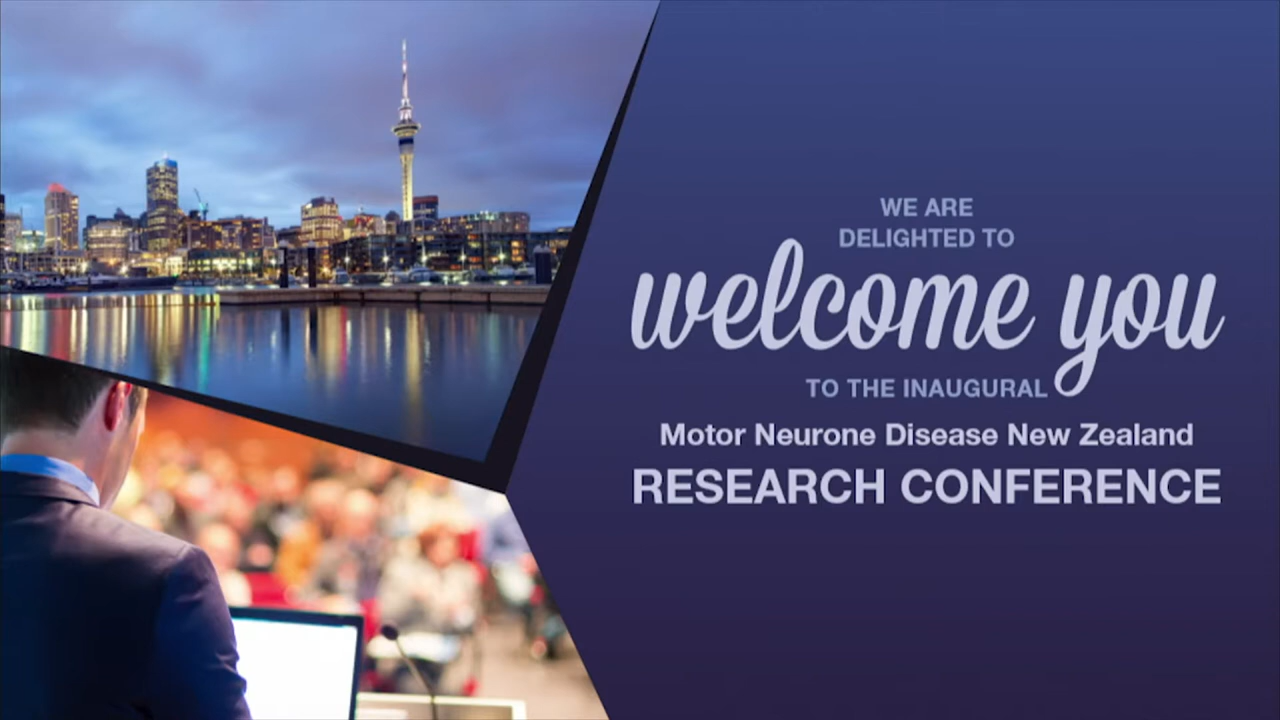 WE ARE
DELIGHTED TO
welcome you
TO THE INAUGURAL
Motor Neurone Disease New Zealand
RESEARCH CONFERENCE